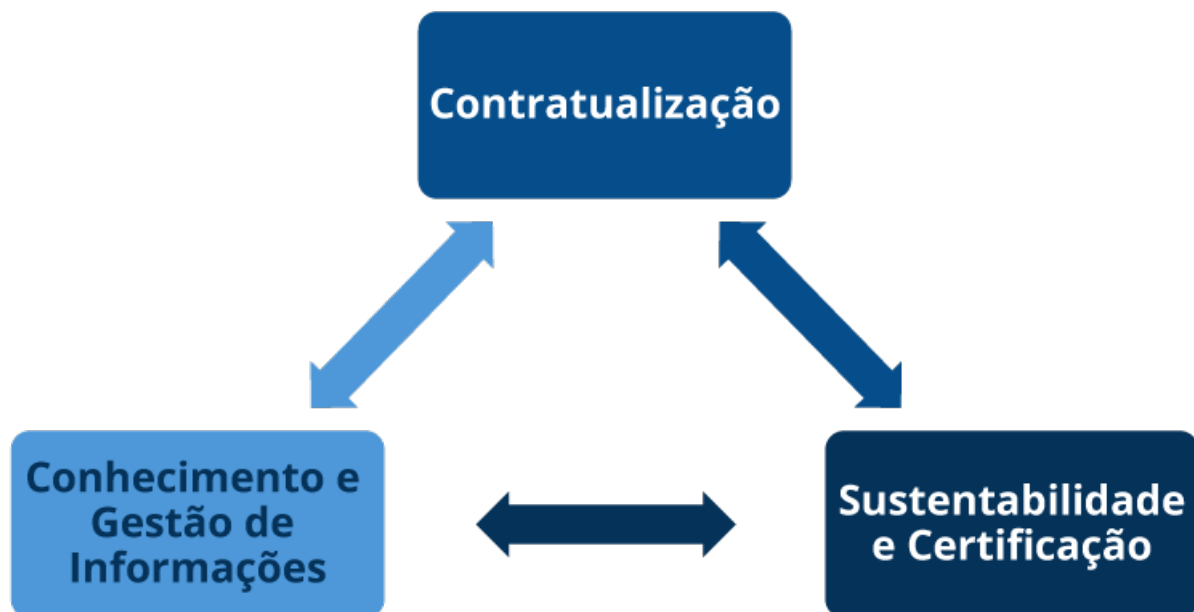 Contratualização
Conhecimento e
Gestão de
Informações
Sustentabilidade
e Certificação